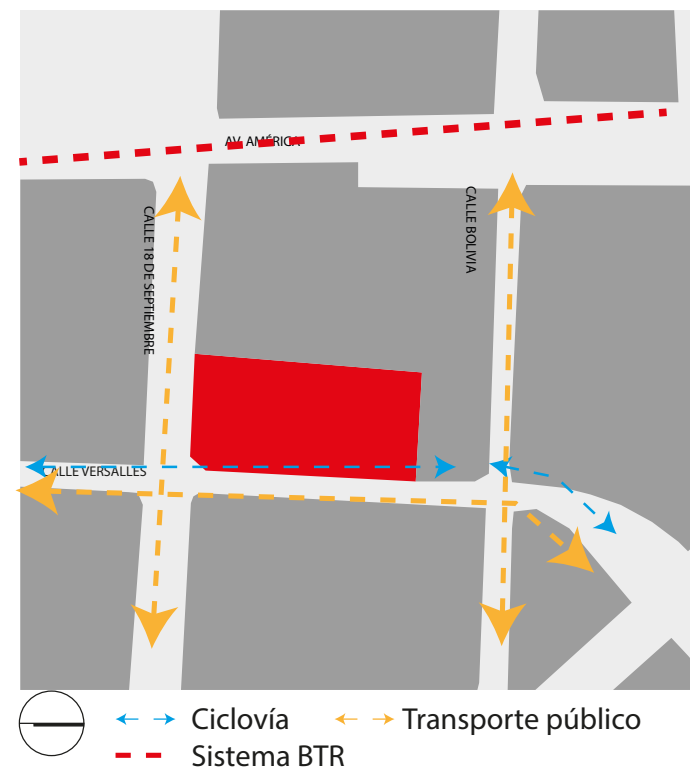 AV. AMÉRICA
CALLE 18 DE SEPTIEMBRE
CALLE BOLIVIA
CALLE VERSALLES
Ciclovía
Transporte público
Sistema BTR